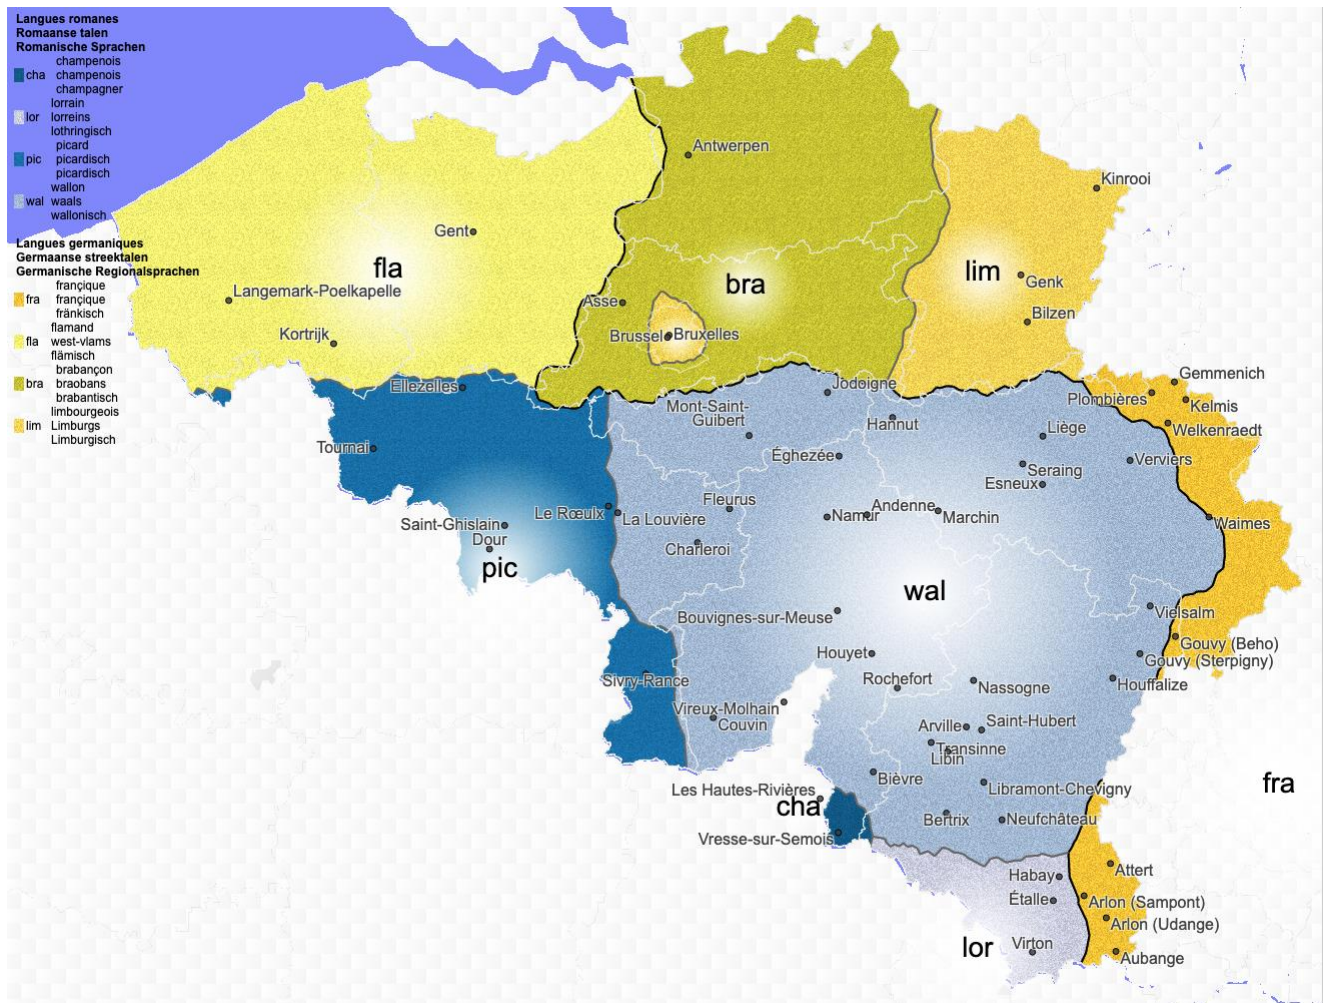 Langues romanes
Romaanse talen
Romanische Sprachen
champenois
cha champenois
champagner
lorrain
lor lorreins
lothringisch
picard
pic picardisch
picardisch
wallon
wal waals
wallonisch
Langues germaniques
Germaanse streektalen
Germanische Regionalsprachen
françique
fra françique
fränkisch
flamand
fla west-vlams
flämisch
brabançon
bra braobans
brabantisch
limbourgeois
lim Limburgs
Limburgisch
Antwerpen
Kinrooi
Gent
fla
bra
lim
Genk
Langemark-Poelkapelle
Asse
Bilzen
Kortrijk
Brussel
Bruxelles
Gemmenich
Ellezelles
Jodoigne
Plombières
Kelmis
Mont-Saint-
Guibert
Hannut
Liège
Welkenraedt
Tournai
Éghezée
Verviers
Seraing
Esneux
Fleurus
Le Rœulx
La Louvière
Namur
Andenne
Marchin
Waimes
Saint-Ghislain
Dour
Charleroi
pic
wal
Bouvignes-sur-Meuse
Vielsalm
Gouvy (Beho)
Houyet
Gouvy (Sterpigny)
Sivry-Rance
Rochefort
Nassogne
Houffalize
Vireux-Molhain
Couvin
Arville
Saint-Hubert
Transinne
Libin
Bièvre
Les Hautes-Rivières
Libramont-Chevigny
fra
cha
Bertrix
Neufchâteau
Vresse-sur-Semois
Habay
Attert
Étalle
Arlon (Sampont)
Arlon (Udange)
lor
Virton
Aubange